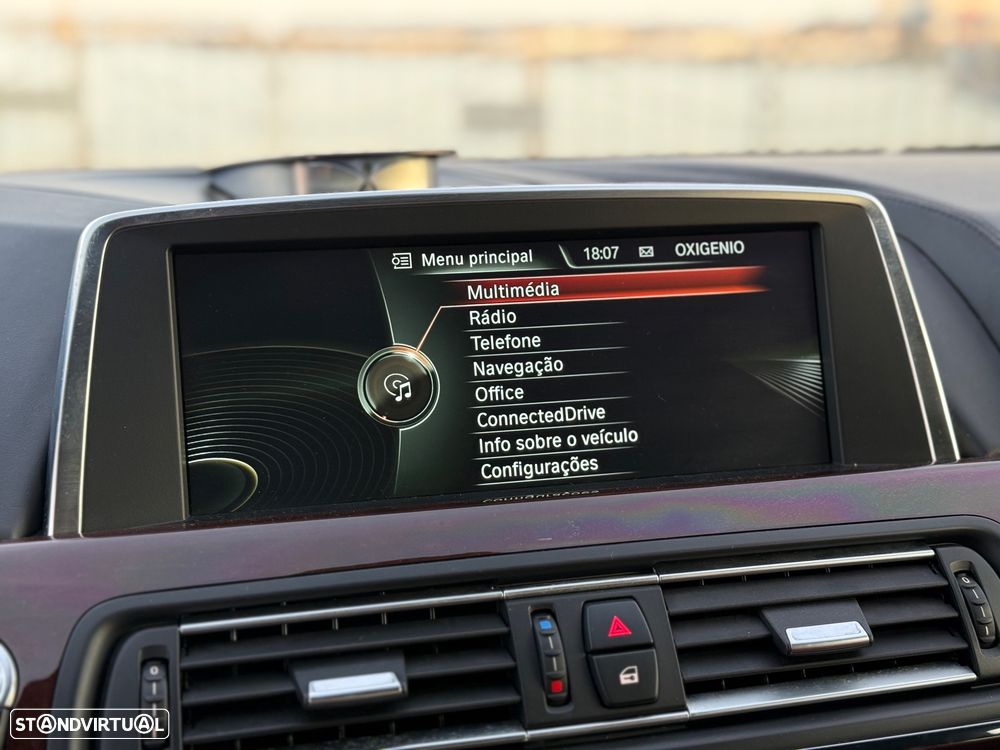 Menu principal 18:07 OXIGENIO
Multimédia
Rádio
Telefone
Navegação
Office
ConnectedDrive
Info sobre o veículo
Configurações
STANDVIRTUAL